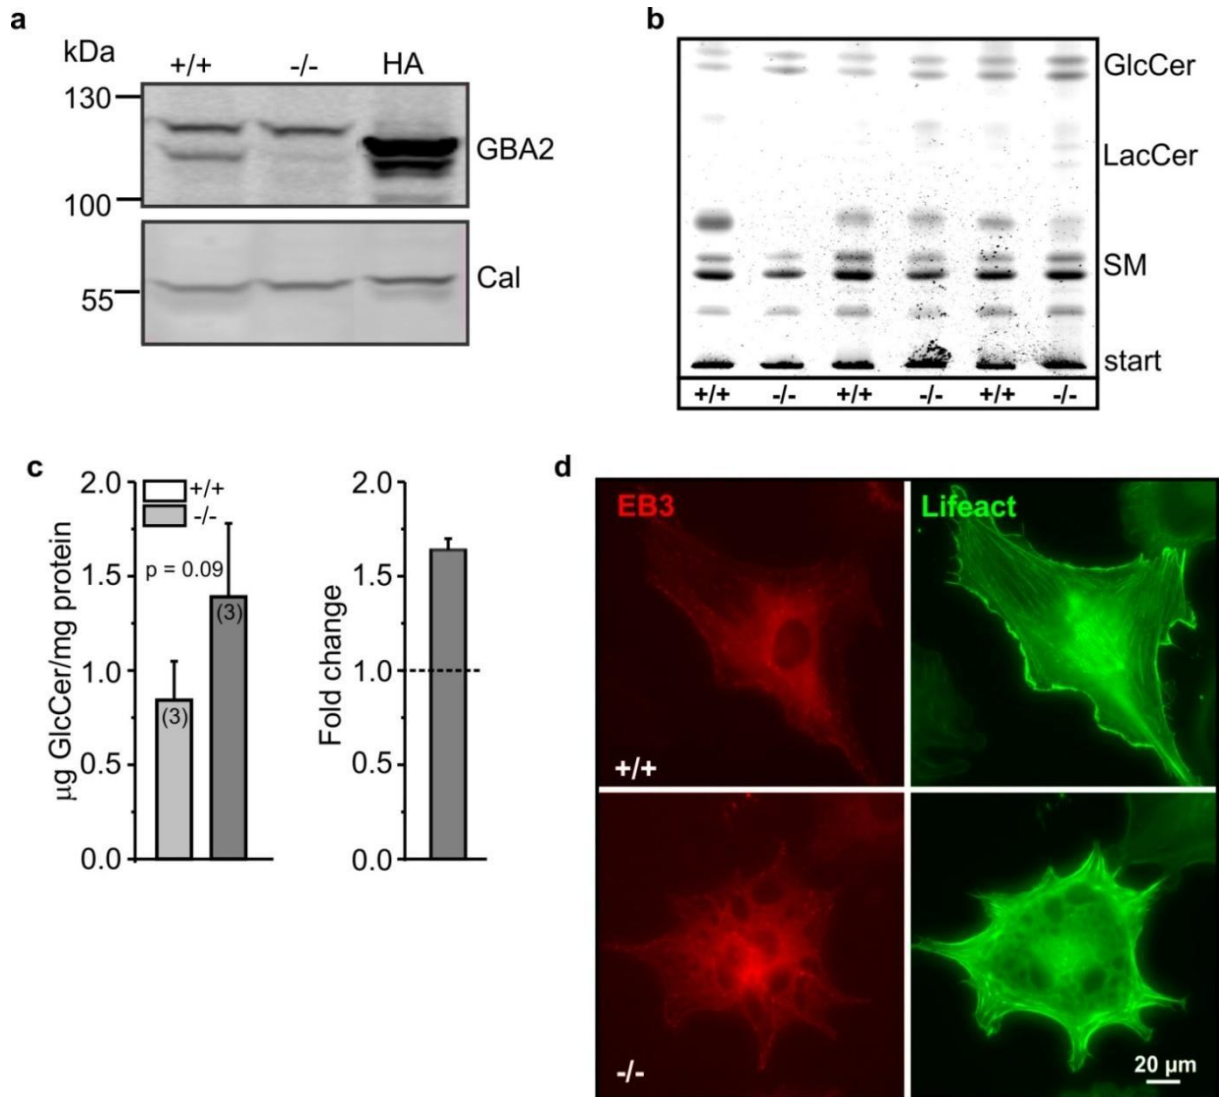 a
kDa
+/+ -/- HA
130
GBA2
100
Cal
55
b
GlcCer
LacCer
SM
start
+/+ -/- +/+ -/- +/+ -/-
c
µg GlcCer/mg protein
2.0
1.5
1.0
0.5
0.0
+/+
-/-
p = 0.09
(3)
(3)
Fold change
2.0
1.5
1.0
0.5
0.0
d
EB3
Lifeact
+/+
-/-
20 µm